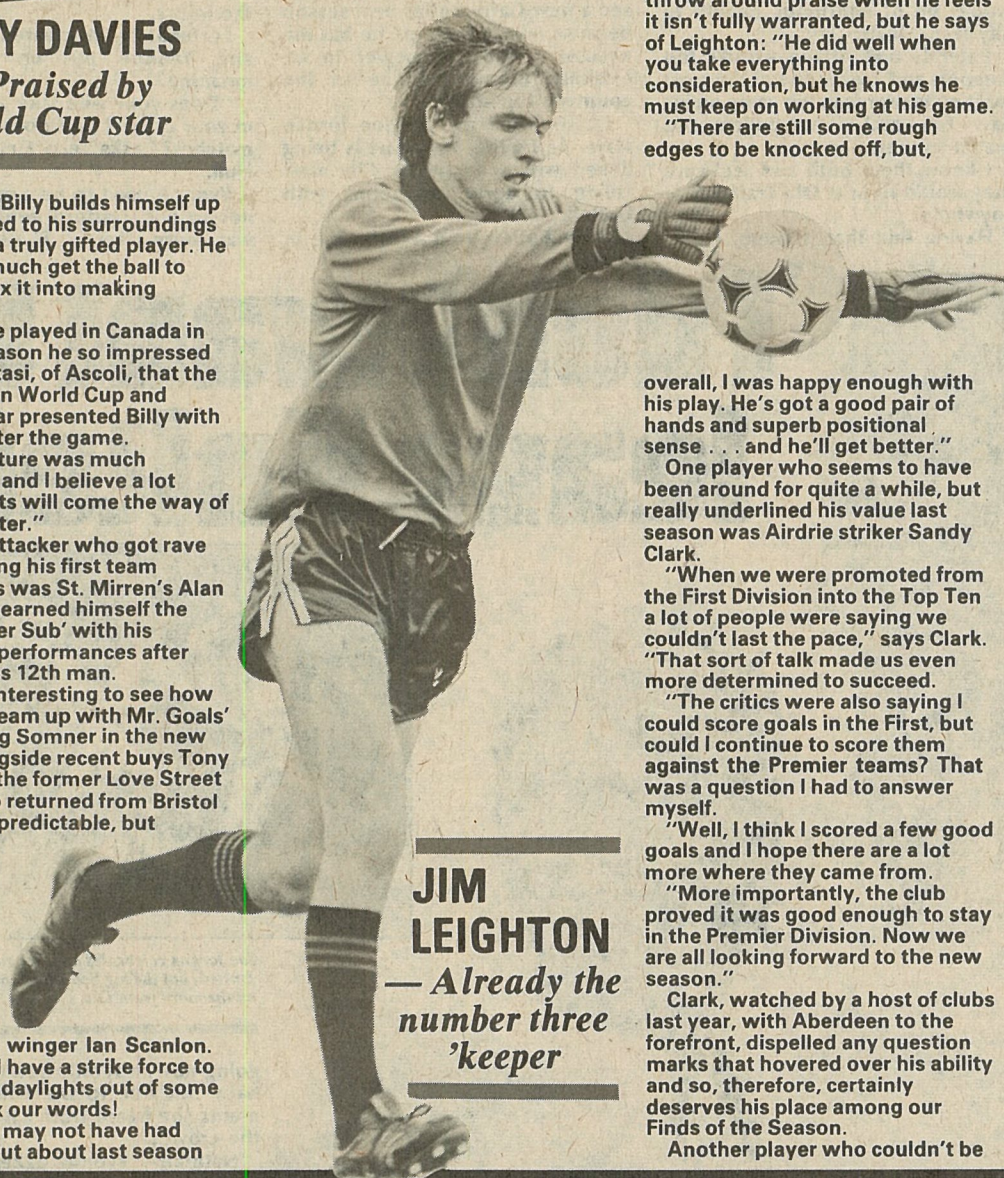 Y DAVIES
Praised by
ld Cup star
Billy builds himself up
ed to his surroundings
a truly gifted player. He
much get the ball to
x it into making
e played in Canada in
ason he so impressed
tasi, of Ascoli, that the
n World Cup and
ar presented Billy with
ter the game.
ture was much
and I believe a lot
ts will come the way of
ter."
ttacker who got rave
ng his first team
s was St. Mirren's Alan
earned himself the
er Sub' with his
performances after
s 12th man.
nteresting to see how
eam up with Mr. Goals'
g Somner in the new
gside recent buys Tony
the former Love Street
o returned from Bristol
predictable, but
winger Ian Scanlon.
l have a strike force to
daylights out of some
k our words!
may not have had
ut about last season
JIM
LEIGHTON
— Already the
number three
'keeper
throw around praise when he feels
it isn't fully warranted, but he says
of Leighton: "He did well when
you take everything into
consideration, but he knows he
must keep on working at his game.
"There are still some rough
edges to be knocked off, but,
overall, I was happy enough with
his play. He's got a good pair of
hands and superb positional
sense . . . and he'll get better."
One player who seems to have
been around for quite a while, but
really underlined his value last
season was Airdrie striker Sandy
Clark.
"When we were promoted from
the First Division into the Top Ten
a lot of people were saying we
couldn't last the pace," says Clark.
"That sort of talk made us even
more determined to succeed.
"The critics were also saying I
could score goals in the First, but
could I continue to score them
against the Premier teams? That
was a question I had to answer
myself.
"Well, I think I scored a few good
goals and I hope there are a lot
more where they came from.
"More importantly, the club
proved it was good enough to stay
in the Premier Division. Now we
are all looking forward to the new
season."
Clark, watched by a host of clubs
last year, with Aberdeen to the
forefront, dispelled any question
marks that hovered over his ability
and so, therefore, certainly
deserves his place among our
Finds of the Season.
Another player who couldn't be